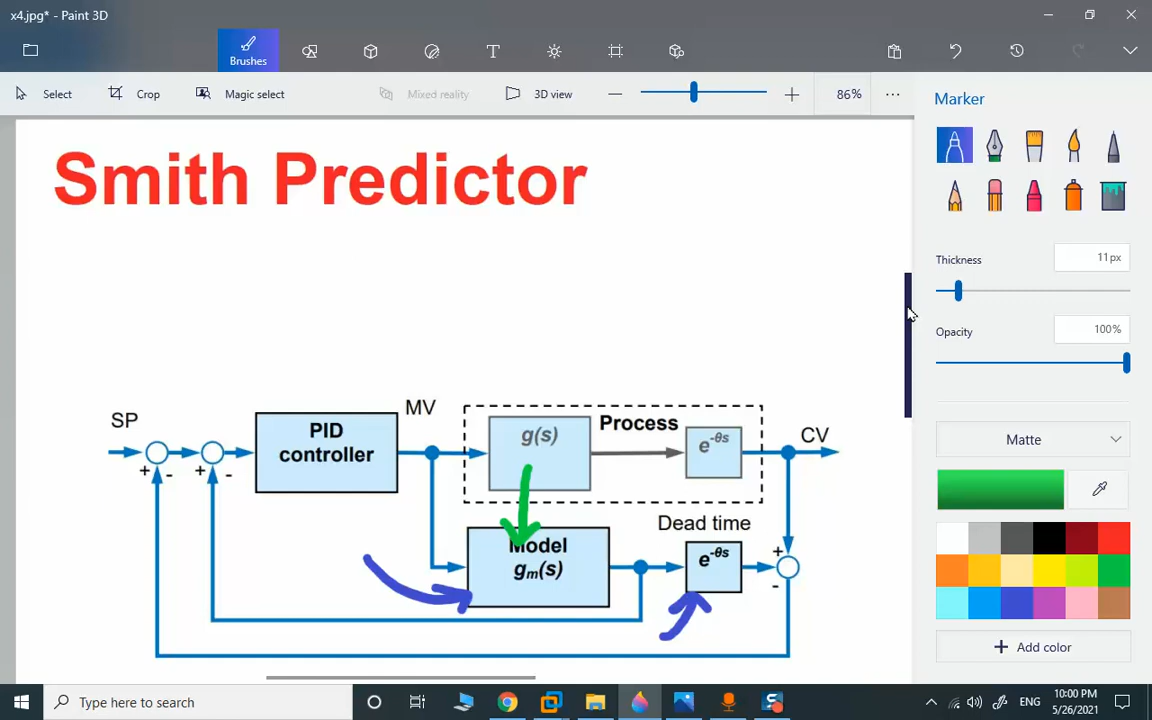 x4.jpg* - Paint 3D
Brushes
Select
Crop
Magic select
Mixed reality
3D view
86%
Marker
Smith Predictor
Thickness
11px
Opacity
100%
SP
MV
Process
CV
PID
controller
g(s)
e-θs
+
-
+
-
Matte
Dead time
Model
gm(s)
e-θs
+
-
Add color
Type here to search
ENG
10:00 PM
5/26/2021